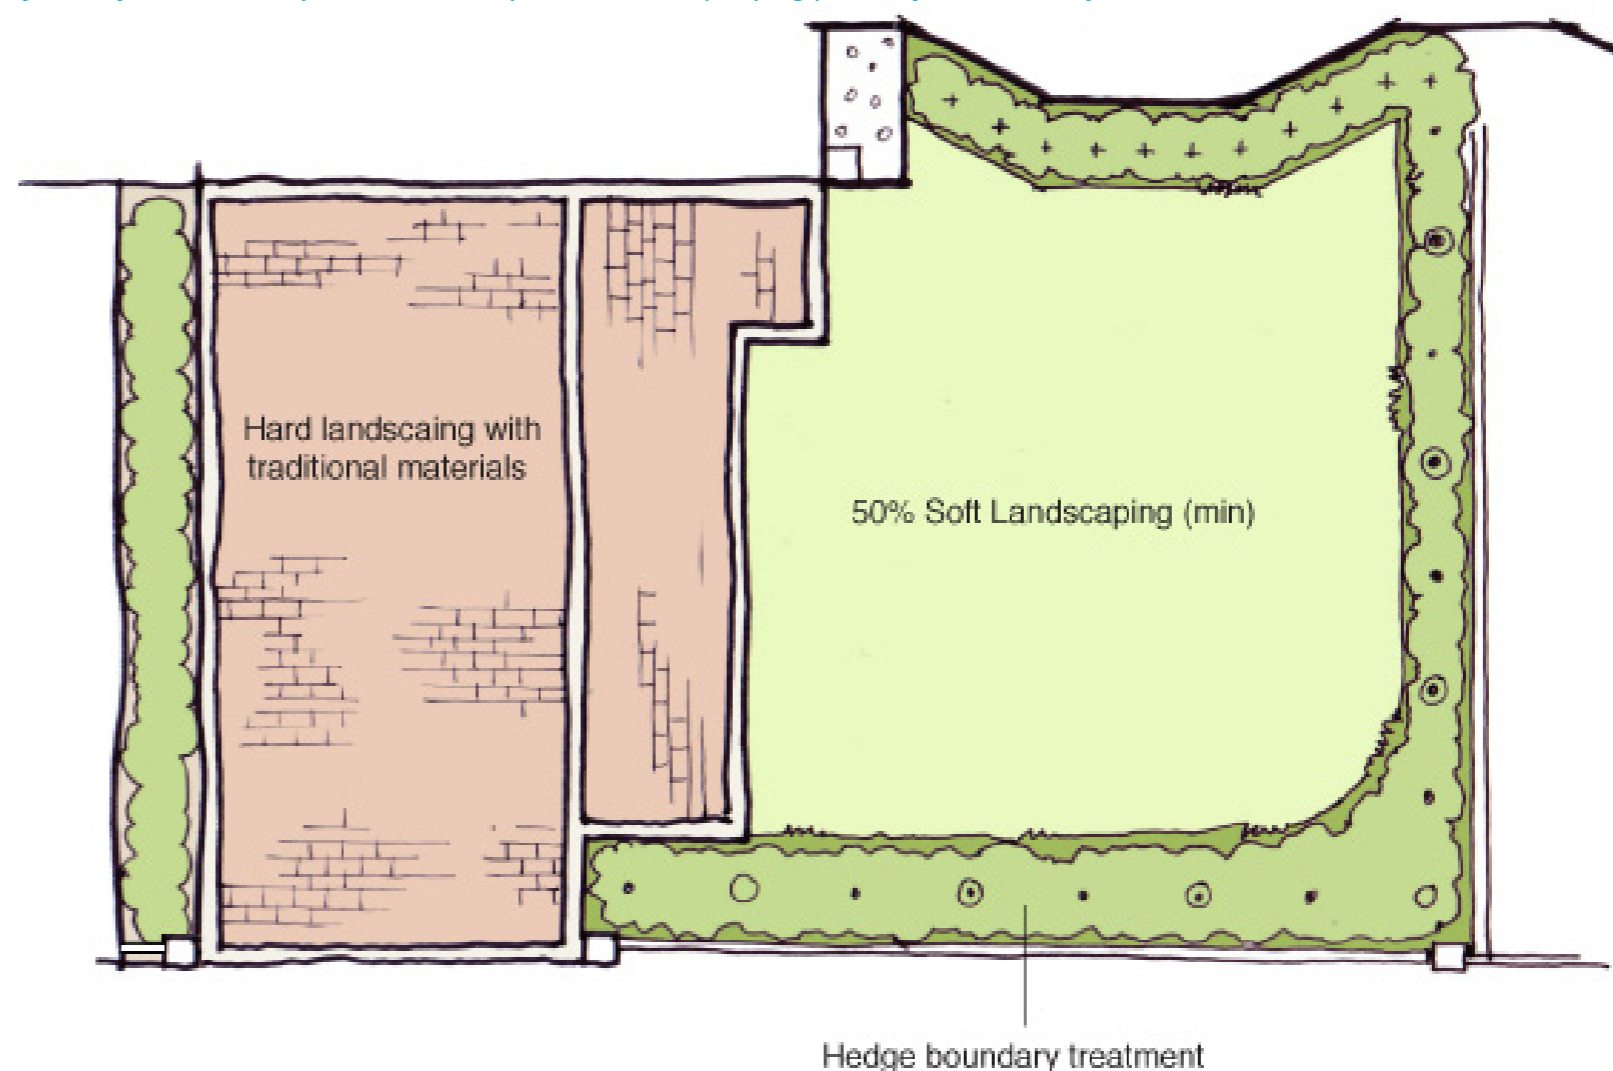 Hard landscaing with
traditional materials
50% Soft Landscaping (min)
Hedge boundary treatment